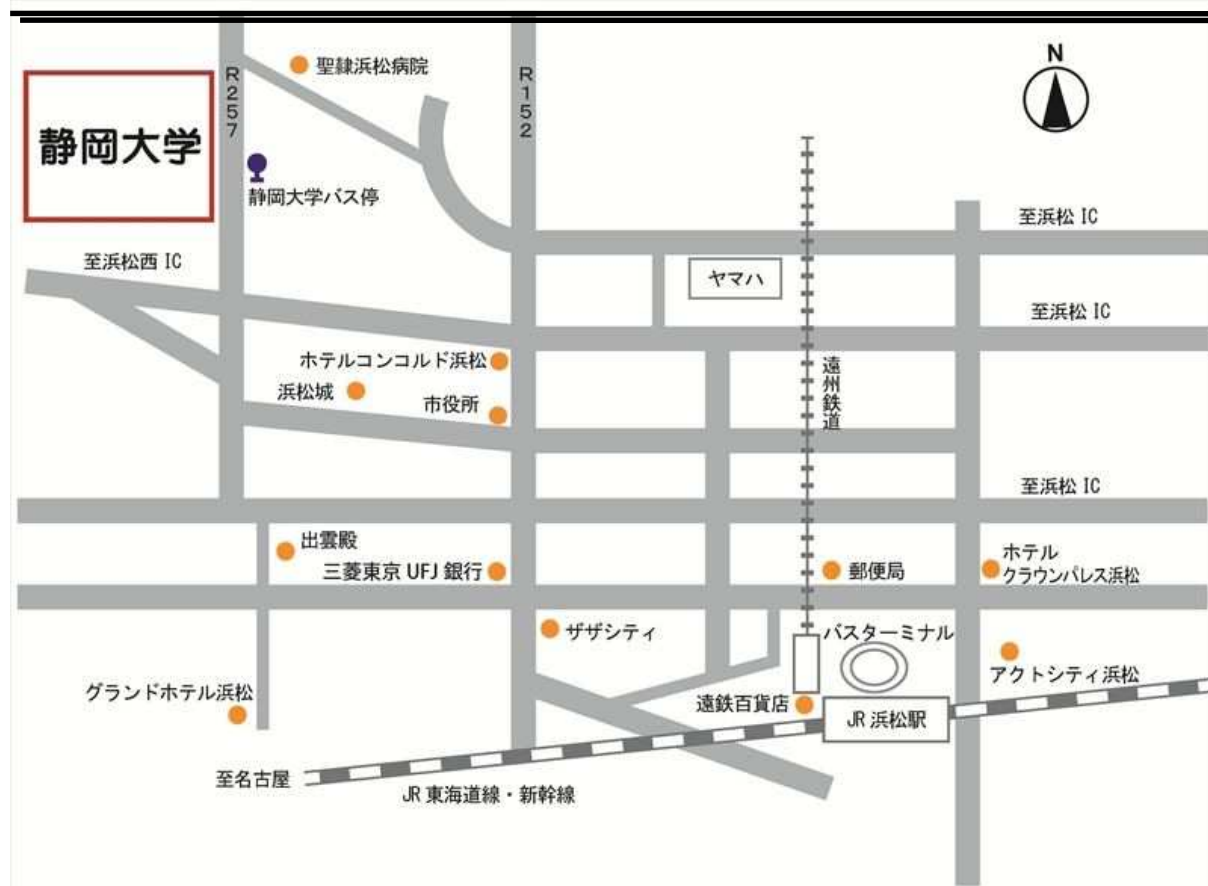 N
聖隷浜松病院
R257
R152
静岡大学
静岡大学バス停
至浜松 IC
至浜松西 IC
ヤマハ
至浜松 IC
ホテルコンコルド浜松
遠州鉄道
浜松城
市役所
至浜松 IC
出雲殿
三菱東京 UFJ 銀行
郵便局
ホテル
クラウンパレス浜松
ザザシティ
バスターミナル
アクトシティ浜松
グランドホテル浜松
遠鉄百貨店
JR 浜松駅
至名古屋
JR 東海道線・新幹線